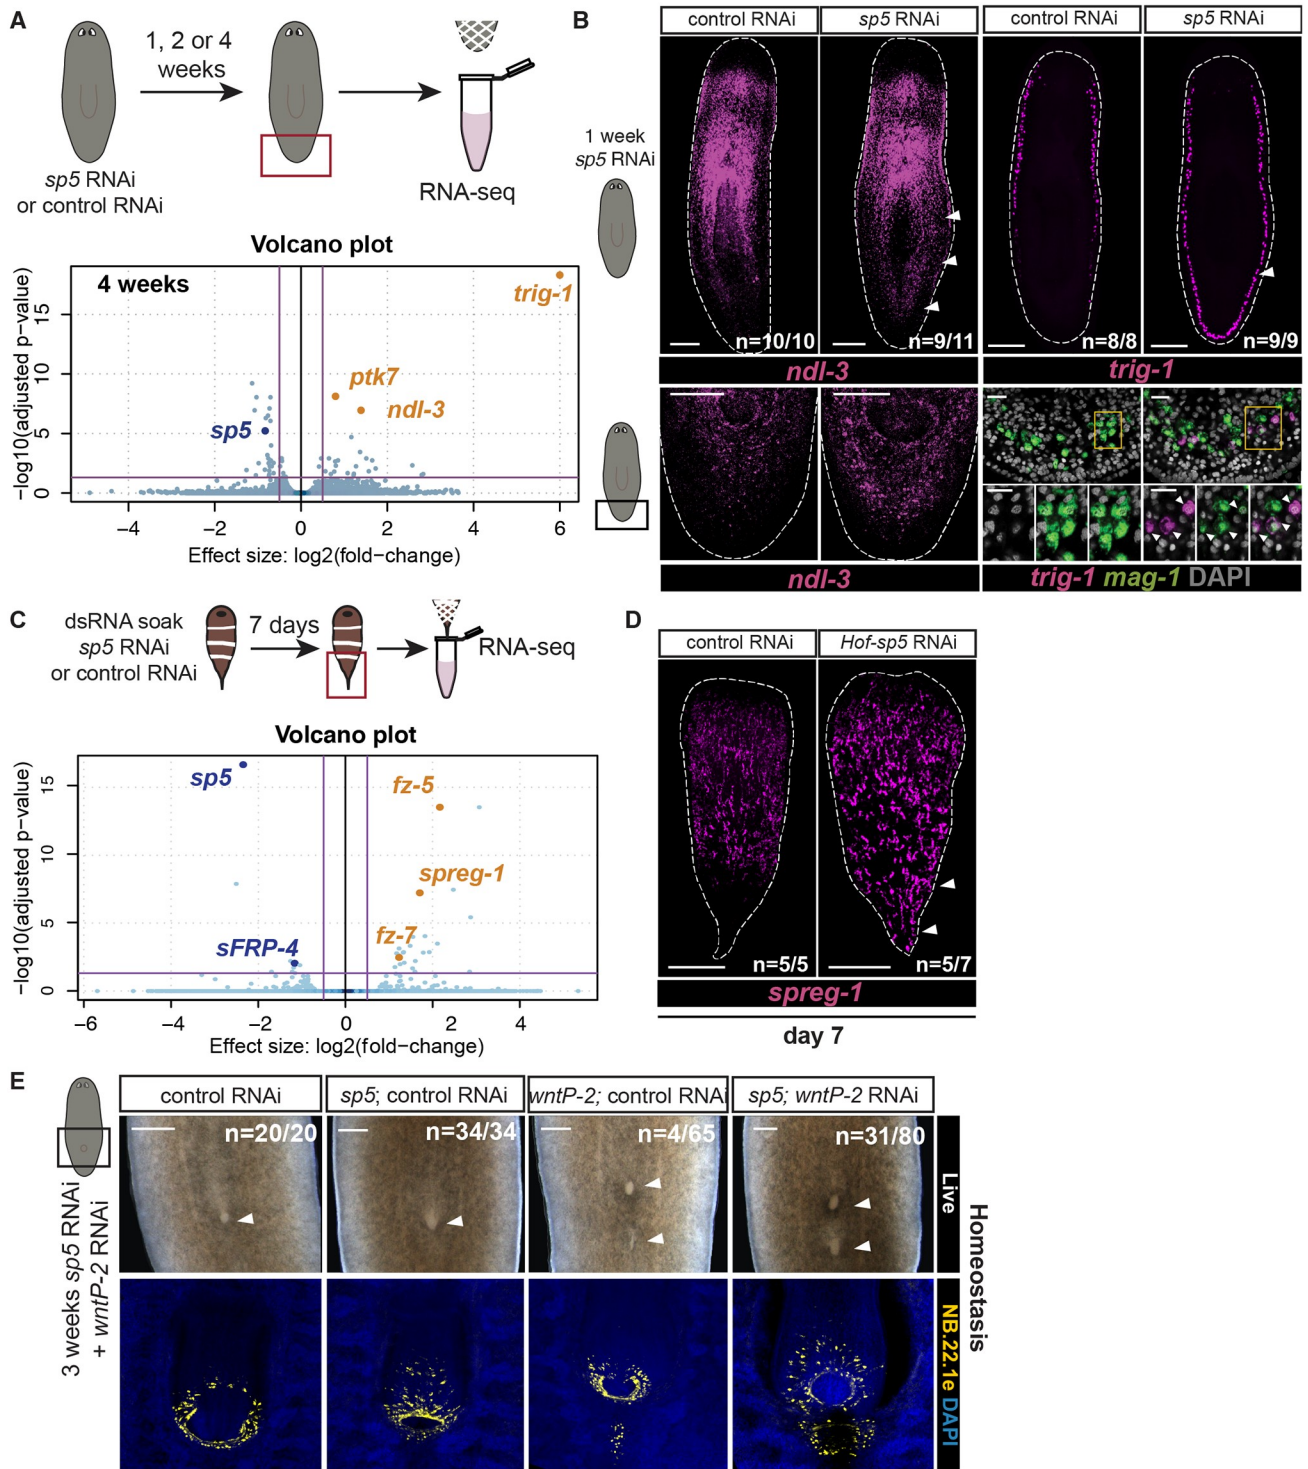 A
1, 2 or 4
weeks
sp5 RNAi
or control RNAi
RNA-seq
Volcano plot
4 weeks
trig-1
ptk7
ndl-3
sp5
−log10(adjusted p−value)
0
5
10
15
−4
−2
0
2
4
6
Effect size: log2(fold−change)
B
control RNAi
sp5 RNAi
control RNAi
sp5 RNAi
1 week
sp5 RNAi
n=10/10
n=9/11
n=8/8
n=9/9
ndl-3
trig-1
ndl-3
trig-1 mag-1 DAPI
C
dsRNA soak
sp5 RNAi
or control RNAi
7 days
RNA-seq
Volcano plot
sp5
fz-5
spreg-1
sFRP-4
fz-7
−log10(adjusted p−value)
0
5
10
15
−6
−4
−2
0
2
4
Effect size: log2(fold−change)
D
control RNAi
Hof-sp5 RNAi
n=5/5
n=5/7
spreg-1
day 7
E
control RNAi
sp5; control RNAi
wntP-2; control RNAi
sp5; wntP-2 RNAi
n=20/20
n=34/34
n=4/65
n=31/80
3 weeks sp5 RNAi
+ wntP-2 RNAi
Live
NB.22.1e DAPI
Homeostasis